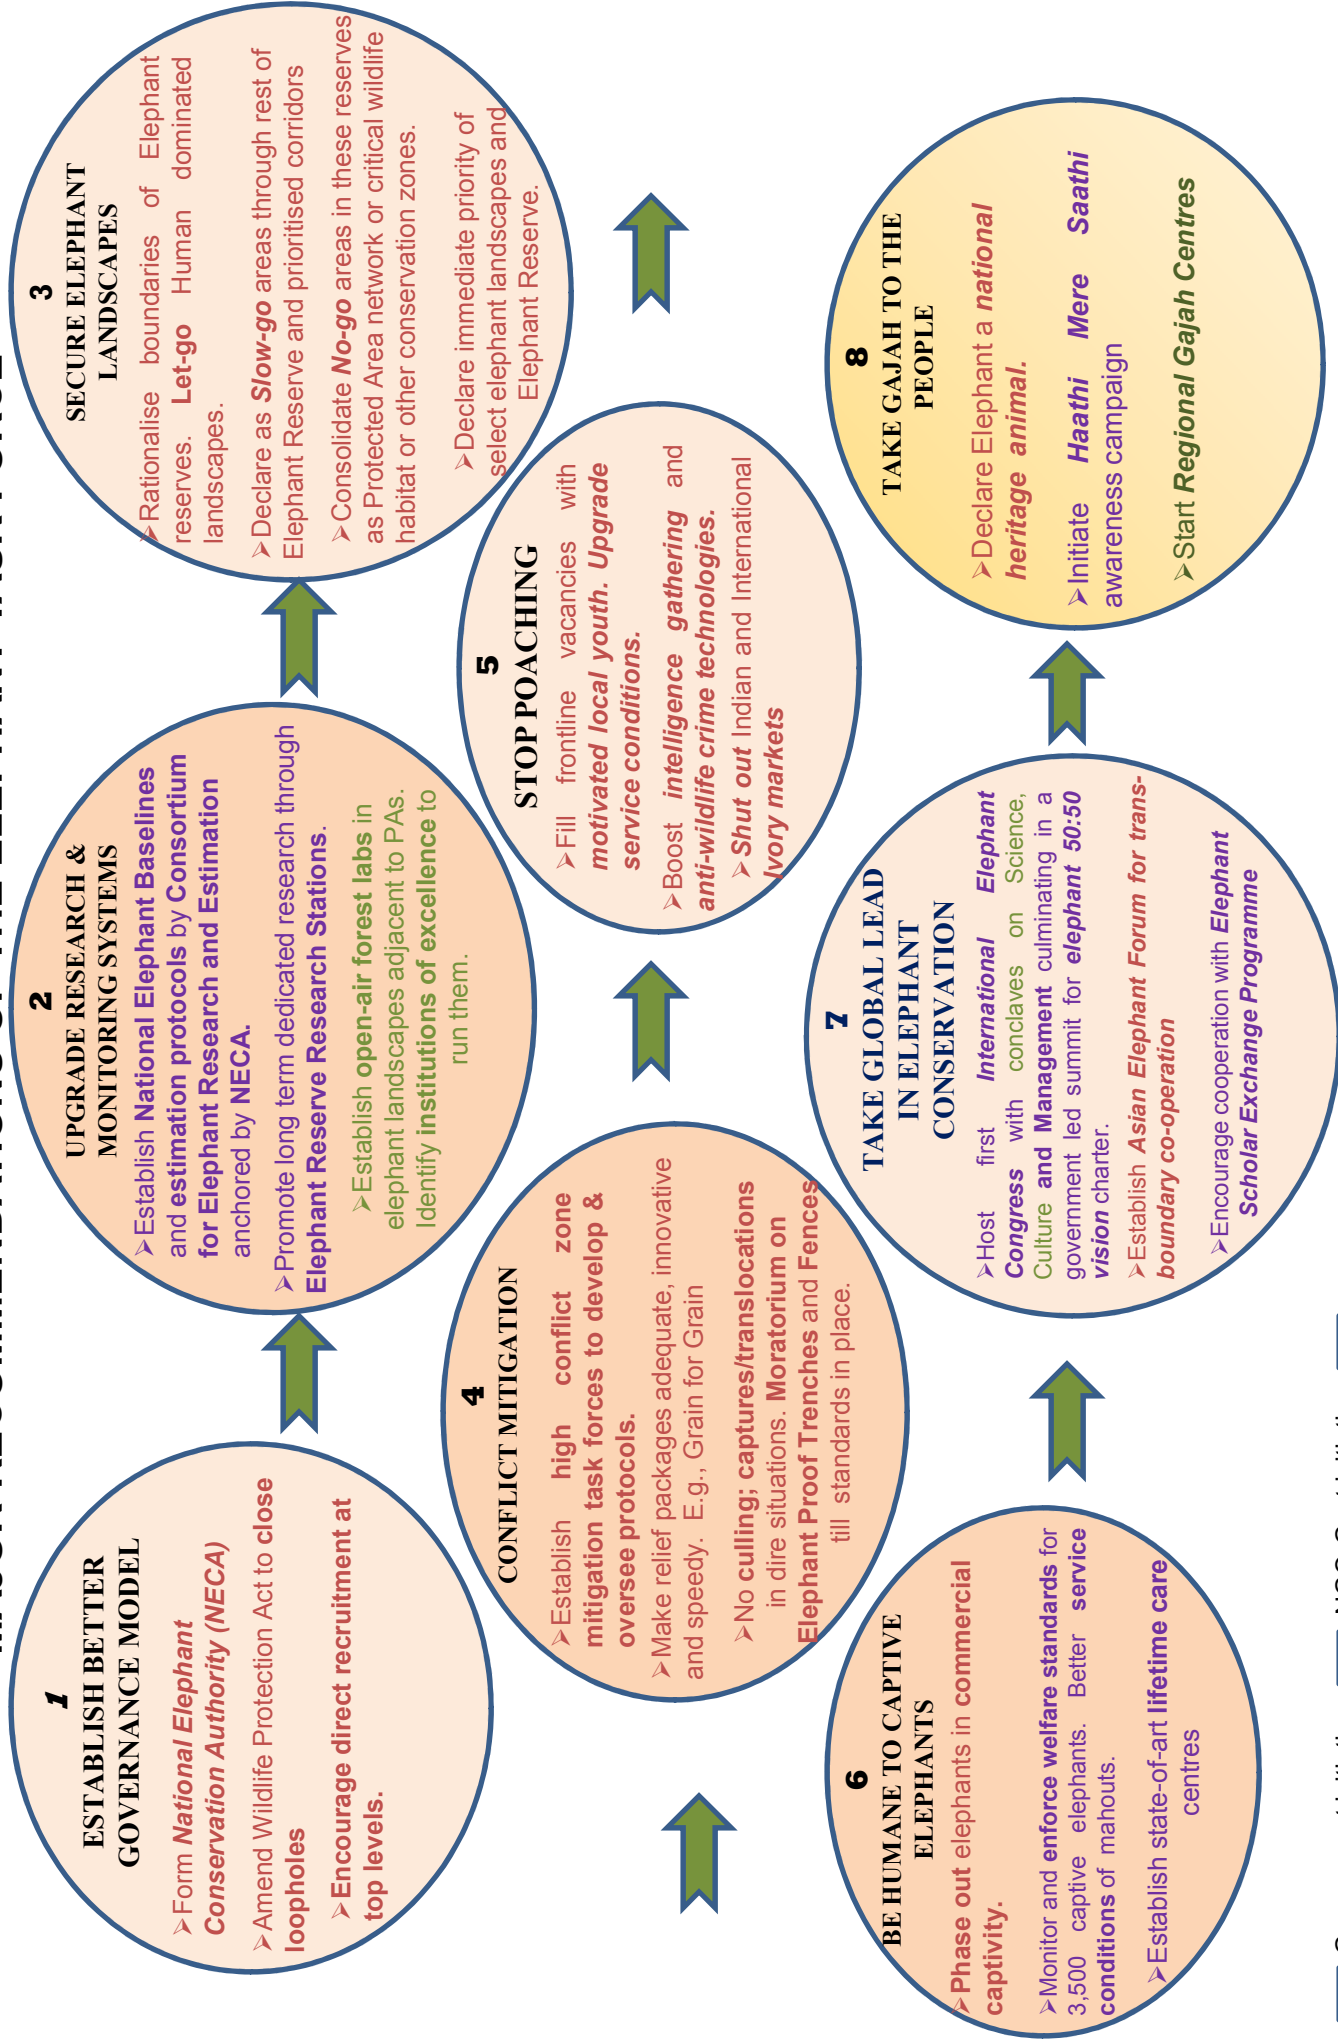 1
ESTABLISH BETTER
GOVERNANCE MODEL
➢Form National Elephant
Conservation Authority (NECA)
➢Amend Wildlife Protection Act to close
loopholes
➢Encourage direct recruitment at
top levels.
2
UPGRADE RESEARCH &
MONITORING SYSTEMS
➢Establish National Elephant Baselines
and estimation protocols by Consortium
for Elephant Research and Estimation
anchored by NECA.
➢Promote long term dedicated research through
Elephant Reserve Research Stations.
➢Establish open-air forest labs in
elephant landscapes adjacent to PAs.
Identify institutions of excellence to
run them.
3
SECURE ELEPHANT
LANDSCAPES
➢Rationalise boundaries of Elephant
reserves. Let-go Human dominated
landscapes.
➢Declare as Slow-go areas through rest of
Elephant Reserve and prioritised corridors
➢Consolidate No-go areas in these reserves
as Protected Area network or critical wildlife
habitat or other conservation zones.
➢Declare immediate priority of
select elephant landscapes and
Elephant Reserve.
4
CONFLICT MITIGATION
➢Establish high conflict zone
mitigation task forces to develop &
oversee protocols.
➢Make relief packages adequate, innovative
and speedy. E.g., Grain for Grain
➢No culling; captures/translocations
in dire situations. Moratorium on
Elephant Proof Trenches and Fences
till standards in place.
5
STOP POACHING
➢Fill frontline vacancies with
motivated local youth. Upgrade
service conditions.
➢Boost intelligence gathering and
anti-wildlife crime technologies.
➢Shut out Indian and International
Ivory markets
6
BE HUMANE TO CAPTIVE
ELEPHANTS
➢Phase out elephants in commercial
captivity.
➢Monitor and enforce welfare standards for
3,500 captive elephants. Better service
conditions of mahouts.
➢Establish state-of-art lifetime care
centres
7
TAKE GLOBAL LEAD
IN ELEPHANT
CONSERVATION
➢Host first International Elephant
Congress with conclaves on Science,
Culture and Management culminating in a
government led summit for elephant 50:50
vision charter.
➢Establish Asian Elephant Forum for trans-
boundary co-operation
➢Encourage cooperation with Elephant
Scholar Exchange Programme
8
TAKE GAJAH TO THE
PEOPLE
➢Declare Elephant a national
heritage animal.
➢Initiate Haathi Mere Saathi
awareness campaign
➢Start Regional Gajah Centres